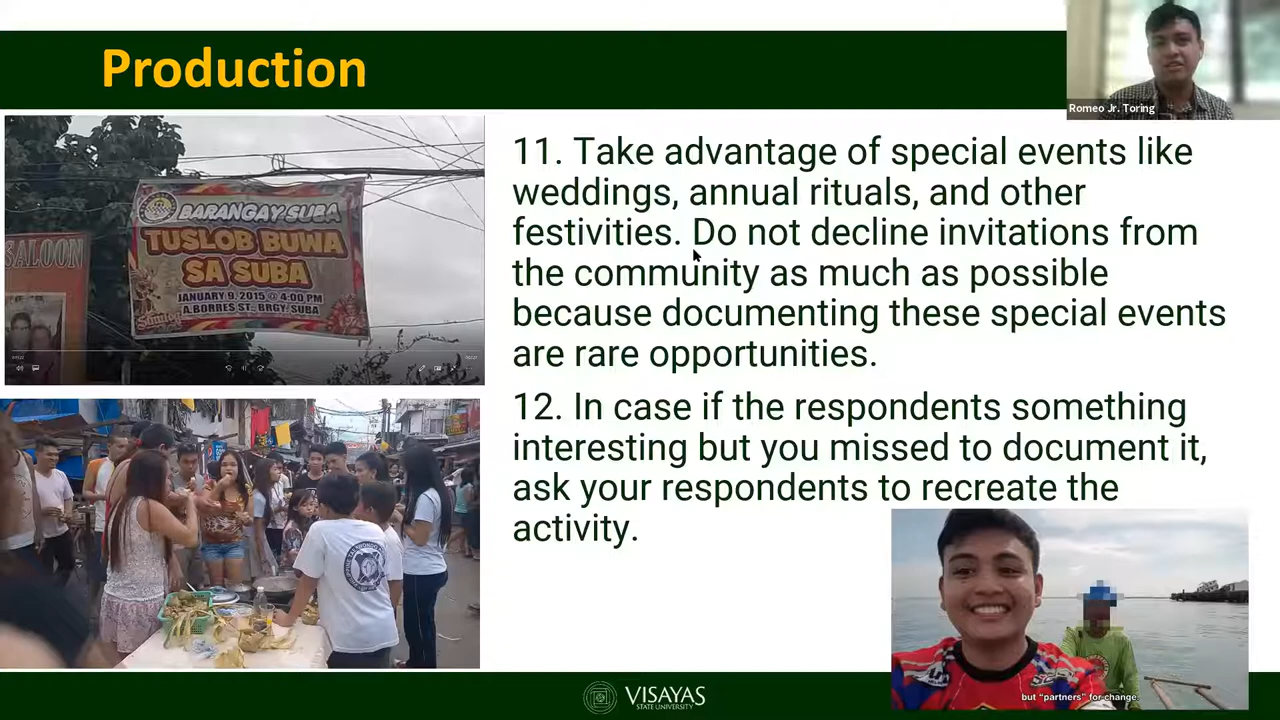 Production
Romeo Jr. Toring
BARANGAY SUBA
TUSLOB BUWA
SA SUBA
JANUARY 9, 2015 @ 4:00 PM
A.BORRES ST., BRGY. SUBA
SALOON
11. Take advantage of special events like
weddings, annual rituals, and other
festivities. Do not decline invitations from
the community as much as possible
because documenting these special events
are rare opportunities.
12. In case if the respondents something
interesting but you missed to document it,
ask your respondents to recreate the
activity.
but "partners" for change.
VISAYAS
STATE UNIVERSITY